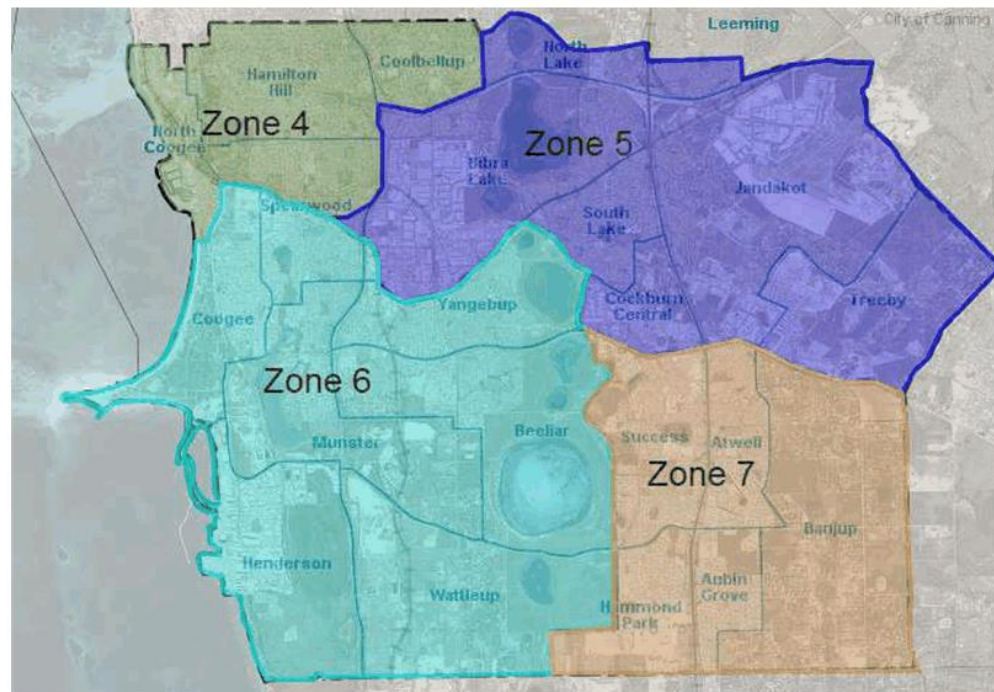 Leeming
City of Canning
North
Lake
Coolbellup
Hamilton
Hill
Zone 4
North
Coogee
Zone 5
Bibra
Lake
Jandakot
Spearwood
South
Lake
Yangebup
Cockburn
Central
Treeby
Coogee
Zone 6
Munster
Beeliar
Success
Atwell
Zone 7
Banjup
Henderson
Wattleup
Aubin
Grove
Hammond
Park